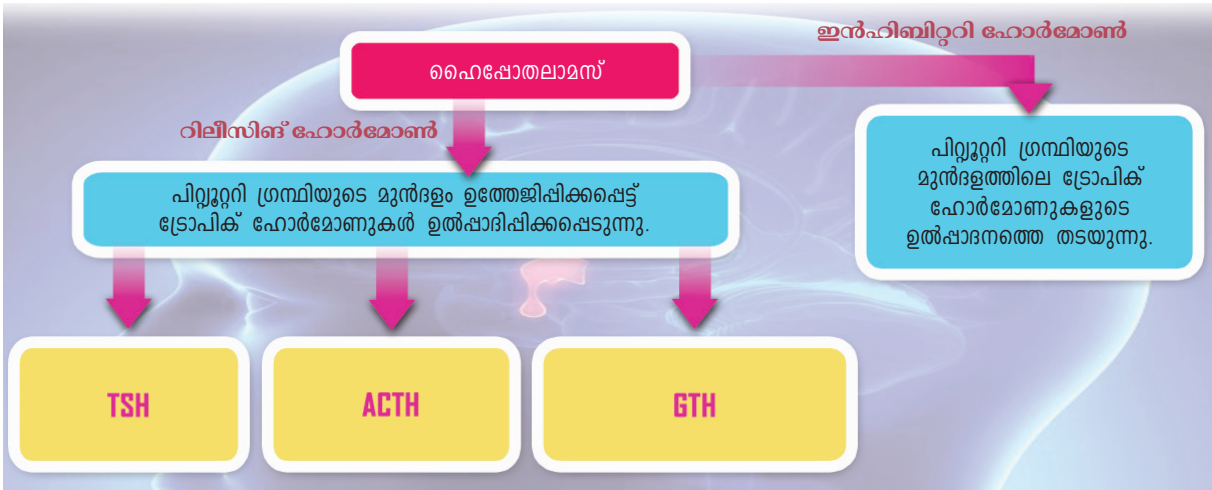 ഇൻഹിബിറ്ററി ഹോർമോൺ
ഹൈപ്പോതലാമസ്
റിലീസിങ് ഹോർമോൺ
പിറ്റ്യൂറ്ററി ഗ്രന്ഥിയുടെ മുൻദളം ഉത്തേജിപ്പിക്കപ്പെട്ട്
ട്രോപിക് ഹോർമോണുകൾ ഉൽപ്പാദിപ്പിക്കപ്പെടുന്നു.
പിറ്റ്യൂറ്ററി ഗ്രന്ഥിയുടെ
മുൻദളത്തിലെ ട്രോപിക്
ഹോർമോണുകളുടെ
ഉൽപ്പാദനത്തെ തടയുന്നു.
TSH
ACTH
GTH